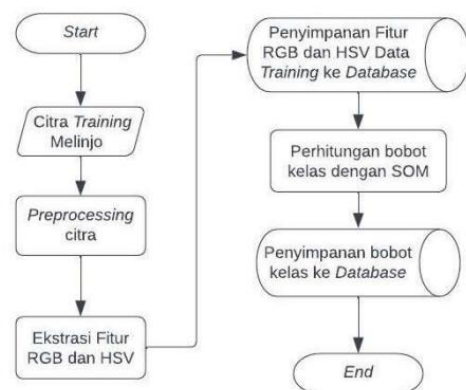 Start
Citra Training
Melinjo
Preprocessing
citra
Ekstrasi Fitur
RGB dan HSV
Penyimpanan Fitur
RGB dan HSV Data
Training ke Database
Perhitungan bobot
kelas dengan SOM
Penyimpanan bobot
kelas ke Database
End